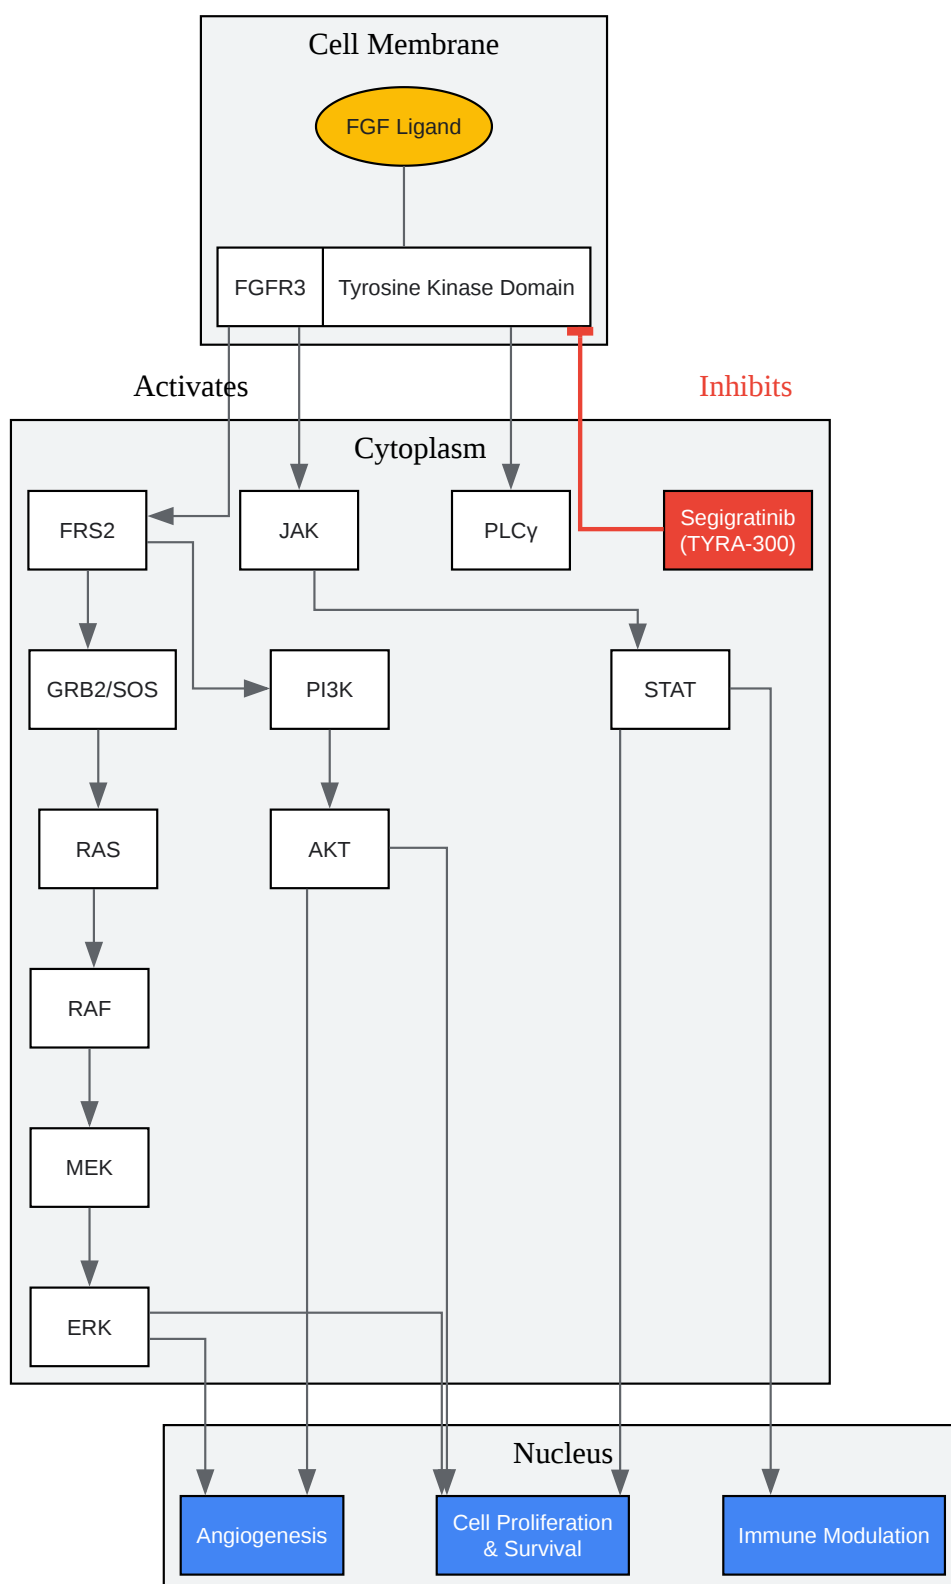 Cell Membrane
FGF Ligand
FGFR3
Tyrosine Kinase Domain
Activates
Inhibits
Cytoplasm
FRS2
JAK
PLCγ
Segigratinib
(TYRA-300)
GRB2/SOS
PI3K
STAT
RAS
AKT
RAF
MEK
ERK
Nucleus
Angiogenesis
Cell Proliferation
& Survival
Immune Modulation